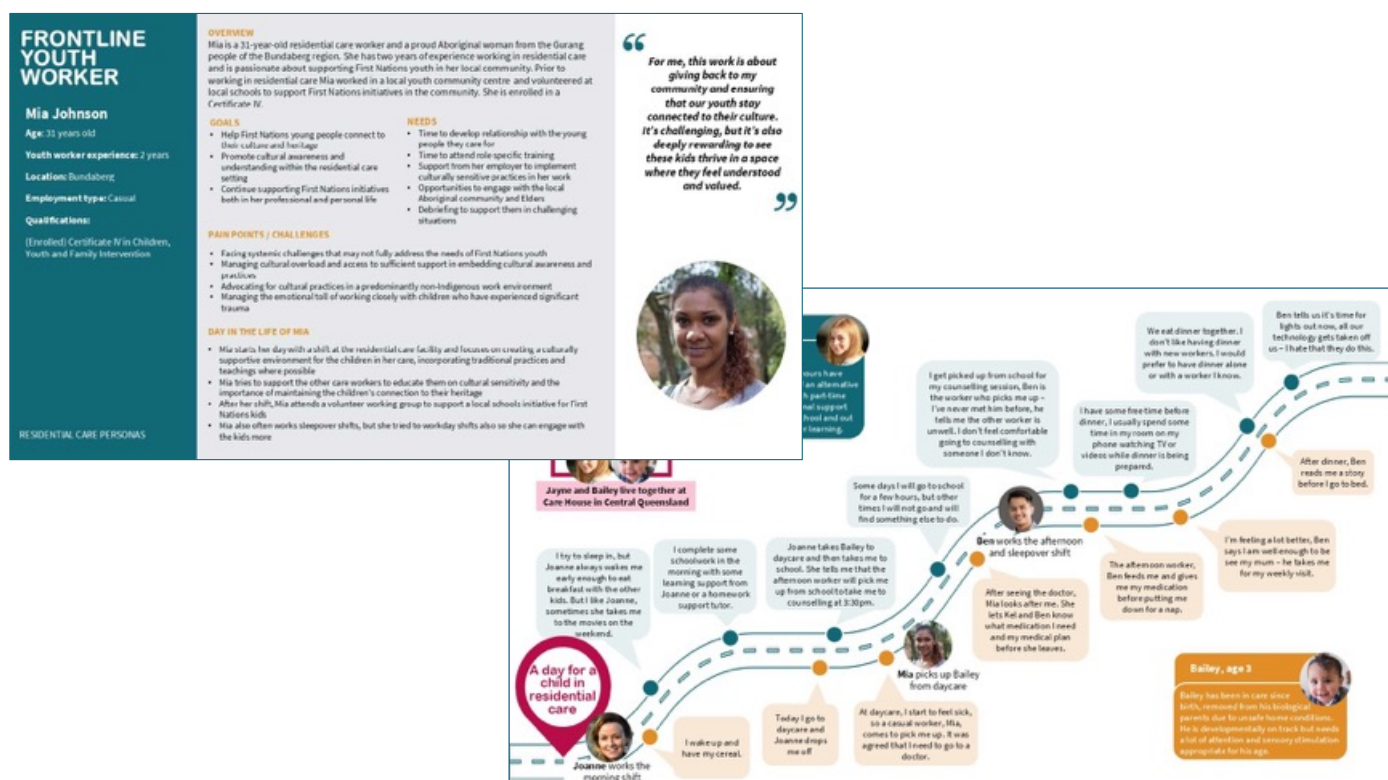 FRONTLINE
YOUTH
WORKER
Mia Johnson
Age: 31 years old
Youth worker experience: 2 years
Location: Bundaberg
Employment type: Casual
Qualifications:
(Enrolled) Certificate IV in Children,
Youth and Family Intervention
RESIDENTIAL CARE PERSONAS
OVERVIEW
Mia is a 31-year-old residential care worker and a proud Aboriginal woman from the Gurang
people of the Bundaberg region. She has two years of experience working in residential care
and is passionate about supporting First Nations youth in her local community. Prior to
working in residential care Mia worked in a local youth community centre and volunteered at
local schools to support First Nations initiatives in the community. She is enrolled in a
Certificate IV.
GOALS
• Help First Nations young people connect to
their culture and heritage
• Promote cultural awareness and
understanding within the residential care
setting
• Continue supporting First Nations initiatives
both in her professional and personal life
NEEDS
• Time to develop relationship with the young
people they care for
• Time to attend role specific training
• Support from her employer to implement
culturally sensitive practices in her work
• Opportunities to engage with the local
Aboriginal community and Elders
• Debriefing to support them in challenging
situations
PAIN POINTS / CHALLENGES
• Facing systemic challenges that may not fully address the needs of First Nations youth
• Managing cultural overload and access to sufficient support in embedding cultural awareness and
practices
• Advocating for cultural practices in a predominantly non-Indigenous work environment
• Managing the emotional toll of working closely with children who have experienced significant
trauma
DAY IN THE LIFE OF MIA
• Mia starts her day with a shift at the residential care facility and focuses on creating a culturally
supportive environment for the children in her care, incorporating traditional practices and
teachings where possible
• Mia tries to support the other care workers to educate them on cultural sensitivity and the
importance of maintaining the children's connection to their heritage
• After her shift, Mia attends a volunteer working group to support a local schools initiative for First
Nations kids
• Mia also often works sleepover shifts, but she tried to workday shifts also so she can engage with
the kids more
“
For me, this work is about
giving back to my
community and ensuring
that our youth stay
connected to their culture.
It's challenging, but it's also
deeply rewarding to see
these kids thrive in a space
where they feel understood
and valued.
”
ours have
an alternative
part-time
nal support
hool and out
r learning.
Jayne and Bailey live together at
Care House in Central Queensland
A day for a
child in
residential
care
Joanne works the
morning shift
I try to sleep in, but
Joanne always wakes me
early enough to eat
breakfast with the other
kids. But I like Joanne,
sometimes she takes me
to the movies on the
weekend.
I wake up and
have my cereal.
I complete some
schoolwork in the
morning with some
learning support from
Joanne or a homework
support tutor.
Today I go to
daycare and
Joanne drops
me off
Joanne takes Bailey to
daycare and then takes me to
school. She tells me that the
afternoon worker will pick me
up from school to take me to
counselling at 3:30pm.
At daycare, I start to feel sick,
so a casual worker, Mia,
comes to pick me up. It was
agreed that I need to go to a
doctor.
Mia picks up Bailey
from daycare
Some days I will go to school
for a few hours, but other
times I will not go and will
find something else to do.
After seeing the doctor,
Mia looks after me. She
lets Kel and Ben know
what medication I need
and my medical plan
before she leaves.
Ben works the afternoon
and sleepover shift
I get picked up from school for
my counselling session, Ben is
the worker who picks me up –
I've never met him before, he
tells me the other worker is
unwell. I don't feel comfortable
going to counselling with
someone I don't know.
The afternoon worker,
Ben feeds me and gives
me my medication
before putting me
down for a nap.
I have some free time before
dinner, I usually spend some
time in my room on my
phone watching TV or
videos while dinner is being
prepared.
I'm feeling a lot better, Ben
says I am well enough to be
see my mum – he takes me
for my weekly visit.
We eat dinner together. I
don't like having dinner
with new workers. I would
prefer to have dinner alone
or with a worker I know.
After dinner, Ben
reads me a story
before I go to bed.
Ben tells us it's time for
lights out now, all our
technology gets taken off
us – I hate that they do this.
Bailey, age 3
Bailey has been in care since
birth, removed from his biological
parents due to unsafe home conditions.
He is developmentally on track but needs
a lot of attention and sensory stimulation
appropriate for his age.